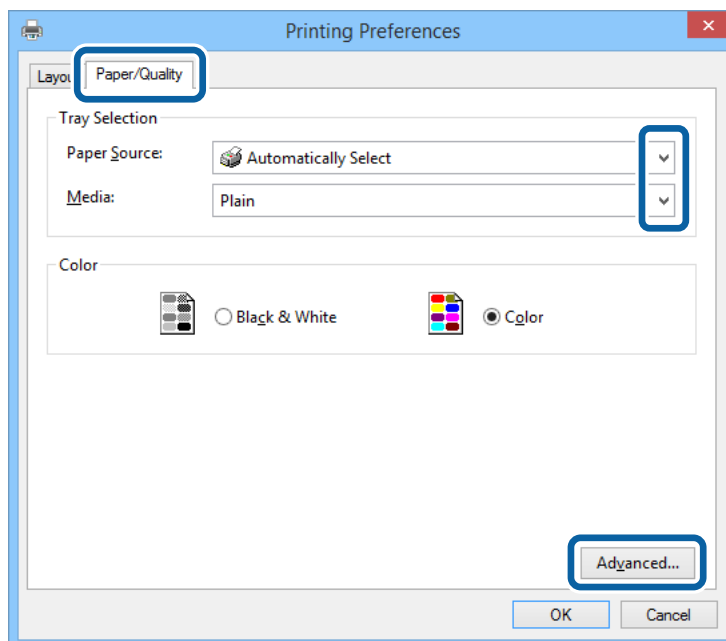 Printing Preferences
Layou
Paper/Quality
Tray Selection
Paper Source:
Automatically Select
Media:
Plain
Color
Black & White
Color
Advanced...
OK
Cancel